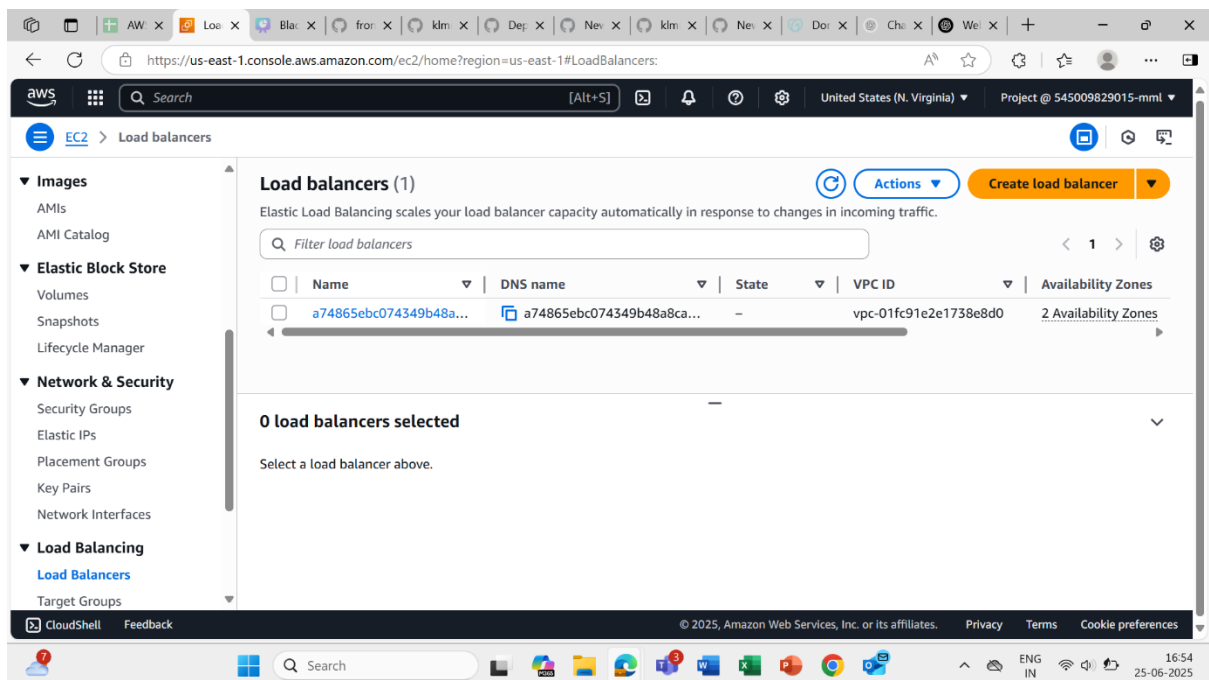 AW
Loa
Blac
fron
klm
Dep
Nev
klm
Nev
Dor
Cha
Wel
https://us-east-1.console.aws.amazon.com/ec2/home?region=us-east-1#LoadBalancers:
aws
Search
[Alt+S]
United States (N. Virginia)
Project @ 545009829015-mml
EC2 > Load balancers
Images
AMIs
AMI Catalog
Elastic Block Store
Volumes
Snapshots
Lifecycle Manager
Network & Security
Security Groups
Elastic IPs
Placement Groups
Key Pairs
Network Interfaces
Load Balancing
Load Balancers
Target Groups
Load balancers (1)
Actions
Create load balancer
Elastic Load Balancing scales your load balancer capacity automatically in response to changes in incoming traffic.
Filter load balancers
1
Name DNS name State VPC ID Availability Zones
a74865ebc074349b48a... a74865ebc074349b48a8ca... – vpc-01fc91e2e1738e8d0 2 Availability Zones
0 load balancers selected
Select a load balancer above.
CloudShell Feedback © 2025, Amazon Web Services, Inc. or its affiliates. Privacy Terms Cookie preferences
7
Search
3
ENG
IN
16:54
25-06-2025